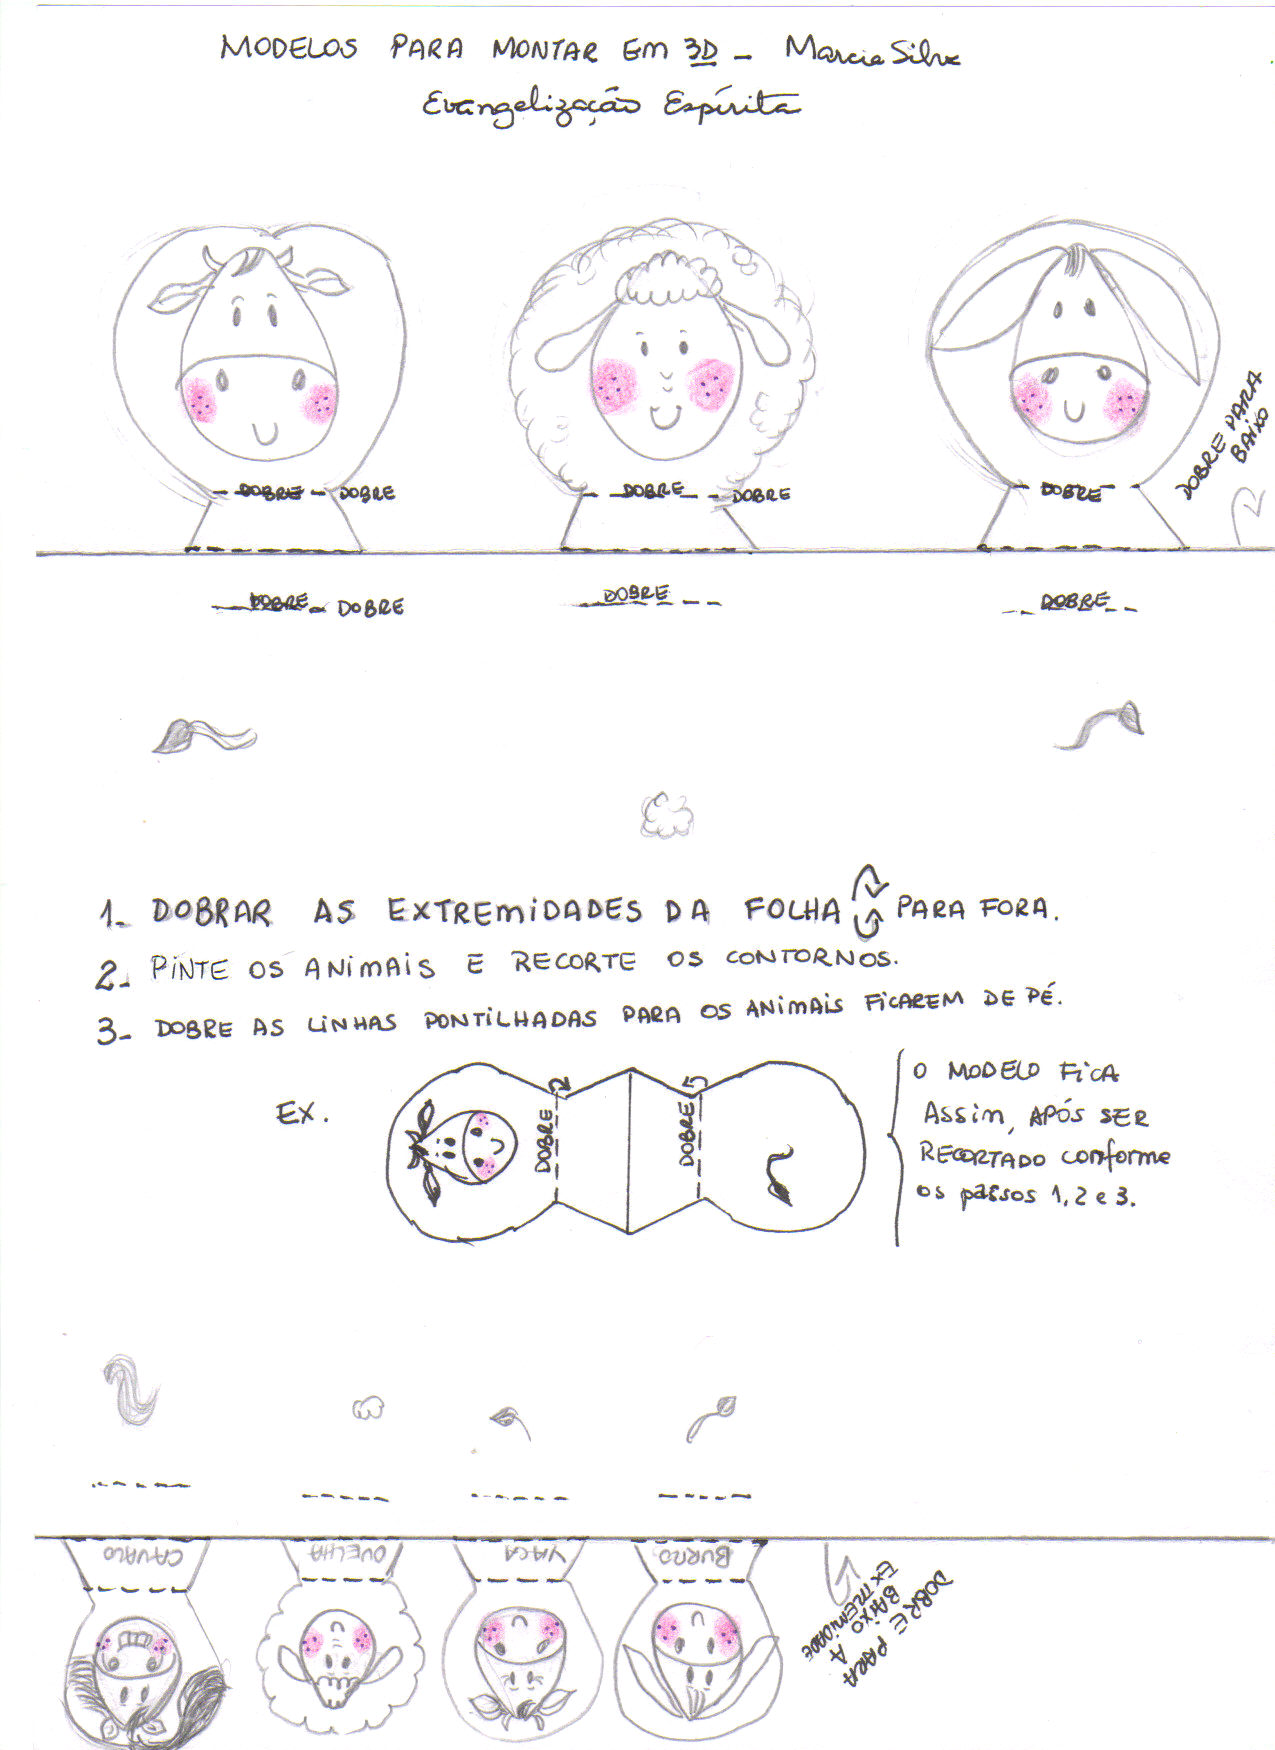 MODELOS PARA MONTAR EM 3D - Marcia Silva
Evangelização Espírita
DOBRE PARA
BAIXO
DOBRE DOBRE
DOBRE DOBRE
DOBRE
DOBRE DOBRE
DOBRE
DOBRE
1- DOBRAR AS EXTREMIDADES DA FOLHA PARA FORA.
2- PINTE OS ANIMAIS E RECORTE OS CONTORNOS.
3- DOBRE AS LINHAS PONTILHADAS PARA OS ANIMAIS FICAREM DE PÉ.
EX.
DOBRE
DOBRE
O MODELO FICA
ASSIM, APÓS SER
RECORTADO conforme
os passos 1, 2 e 3.
CAVALO
OVELHA
VACA
BURRO
DOBRE PARA
BAIXO A
EXTREMIDADE